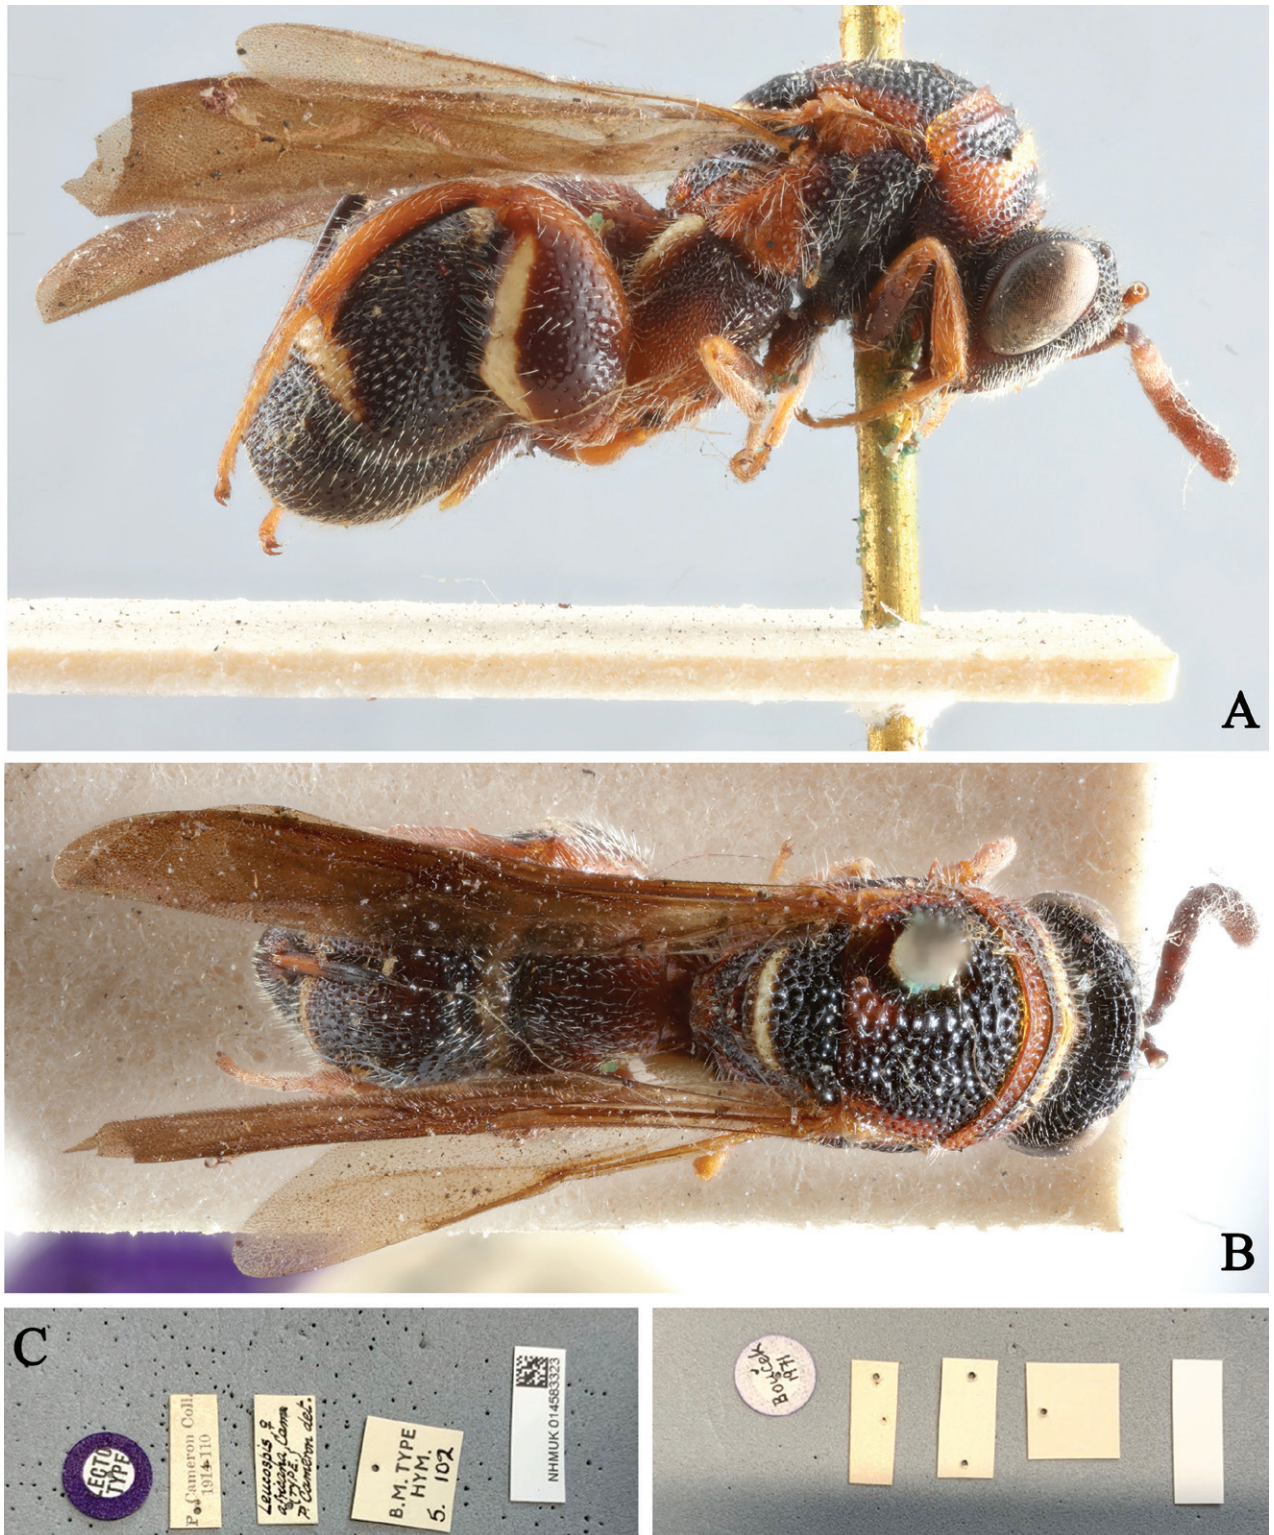 A
B
C
LECTO
TYPE
P. Cameron Coll.
1914–110
Leucospis ♀
africana, Cam
(TYPE)
P Cameron det.
B.M. TYPE
HYM.
5. 102
NHMUK 014583323
Bouček
1971